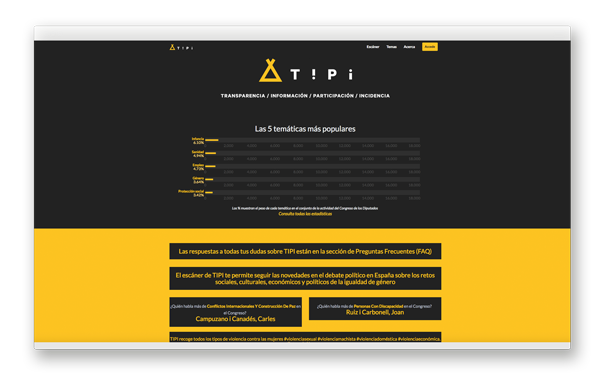 T!Pi
Escáner Temas Acerca Accede
T!Pi
TRANSPARENCIA / INFORMACIÓN / PARTICIPACIÓN / INCIDENCIA
Las 5 temáticas más populares
Infancia
6.10%
Sanidad
4.94%
Empleo
4.73%
Género
3.64%
Protección social
3.42%
Los % muestran el peso de cada temática en el conjunto de la actividad del Congreso de los Diputados
Consulta todas las estadísticas
Las respuestas a todas tus dudas sobre TIPI están en la sección de Preguntas Frecuentes (FAQ)
El escáner de TIPI te permite seguir las novedades en el debate político en España sobre los retos
sociales, culturales, económicos y políticos de la igualdad de género
¿Quién habla más de Conflictos Internacionales Y Construcción De Paz en
el Congreso?
Campuzano i Canadés, Carles
¿Quién habla más de Personas Con Discapacidad en el Congreso?
Ruiz i Carbonell, Joan
TIPI recoge todos los tipos de violencia contra las mujeres #violenciasexual #violenciamachista #violenciadoméstica #violenciaeconómica.